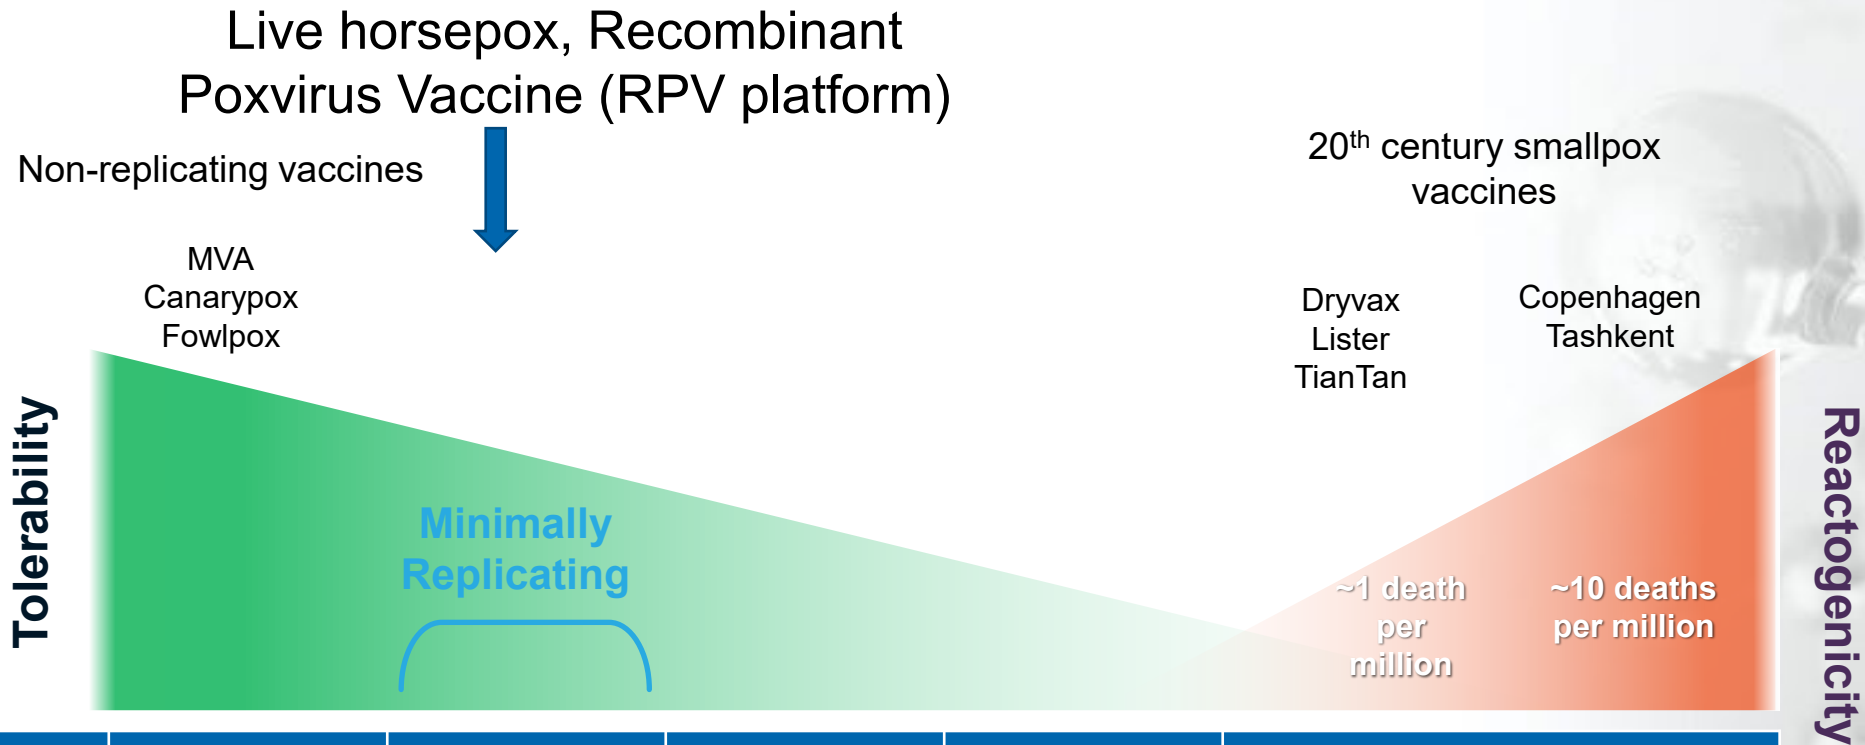 Live horsepox, Recombinant
Poxvirus Vaccine (RPV platform)
Non-replicating vaccines
20th century smallpox
vaccines
MVA
Canarypox
Fowlpox
Dryvax
Lister
TianTan
Copenhagen
Tashkent
Tolerability
Minimally
Replicating
~1 death
per
million
~10 deaths
per million
Reactogenicity